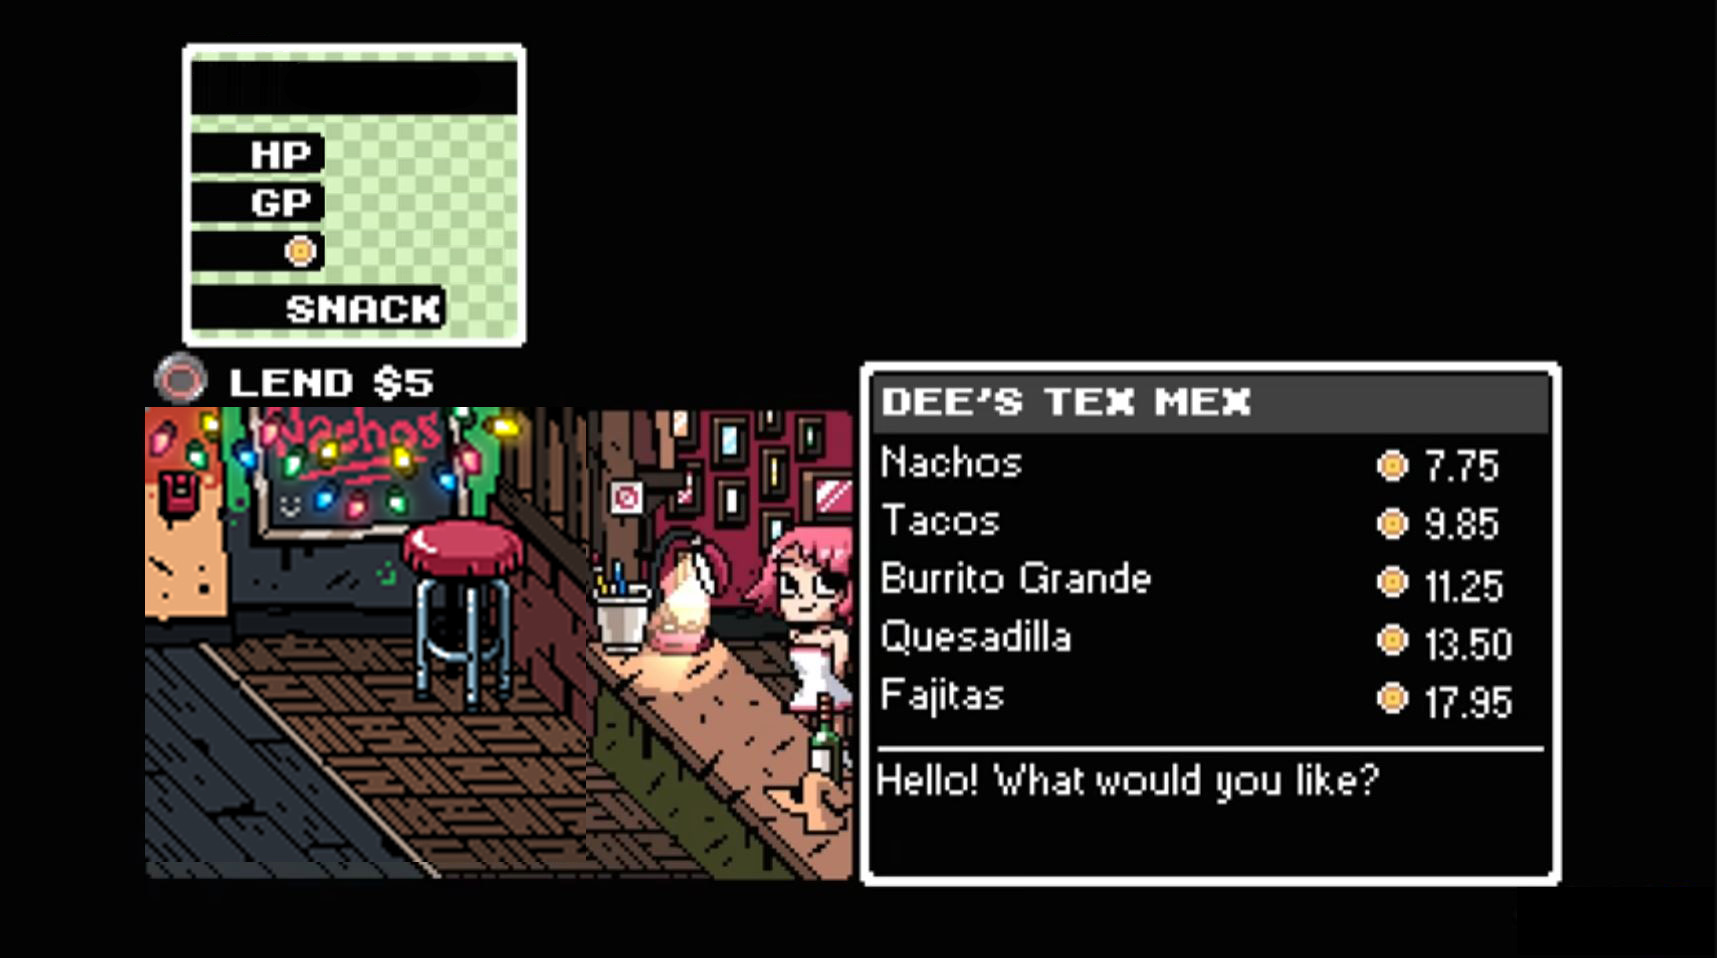 HP
GP
SNACK
LEND $5
Nachos
DEE'S TEX MEX
Nachos 7.75
Tacos 9.85
Burrito Grande 11.25
Quesadilla 13.50
Fajitas 17.95
Hello! What would you like?